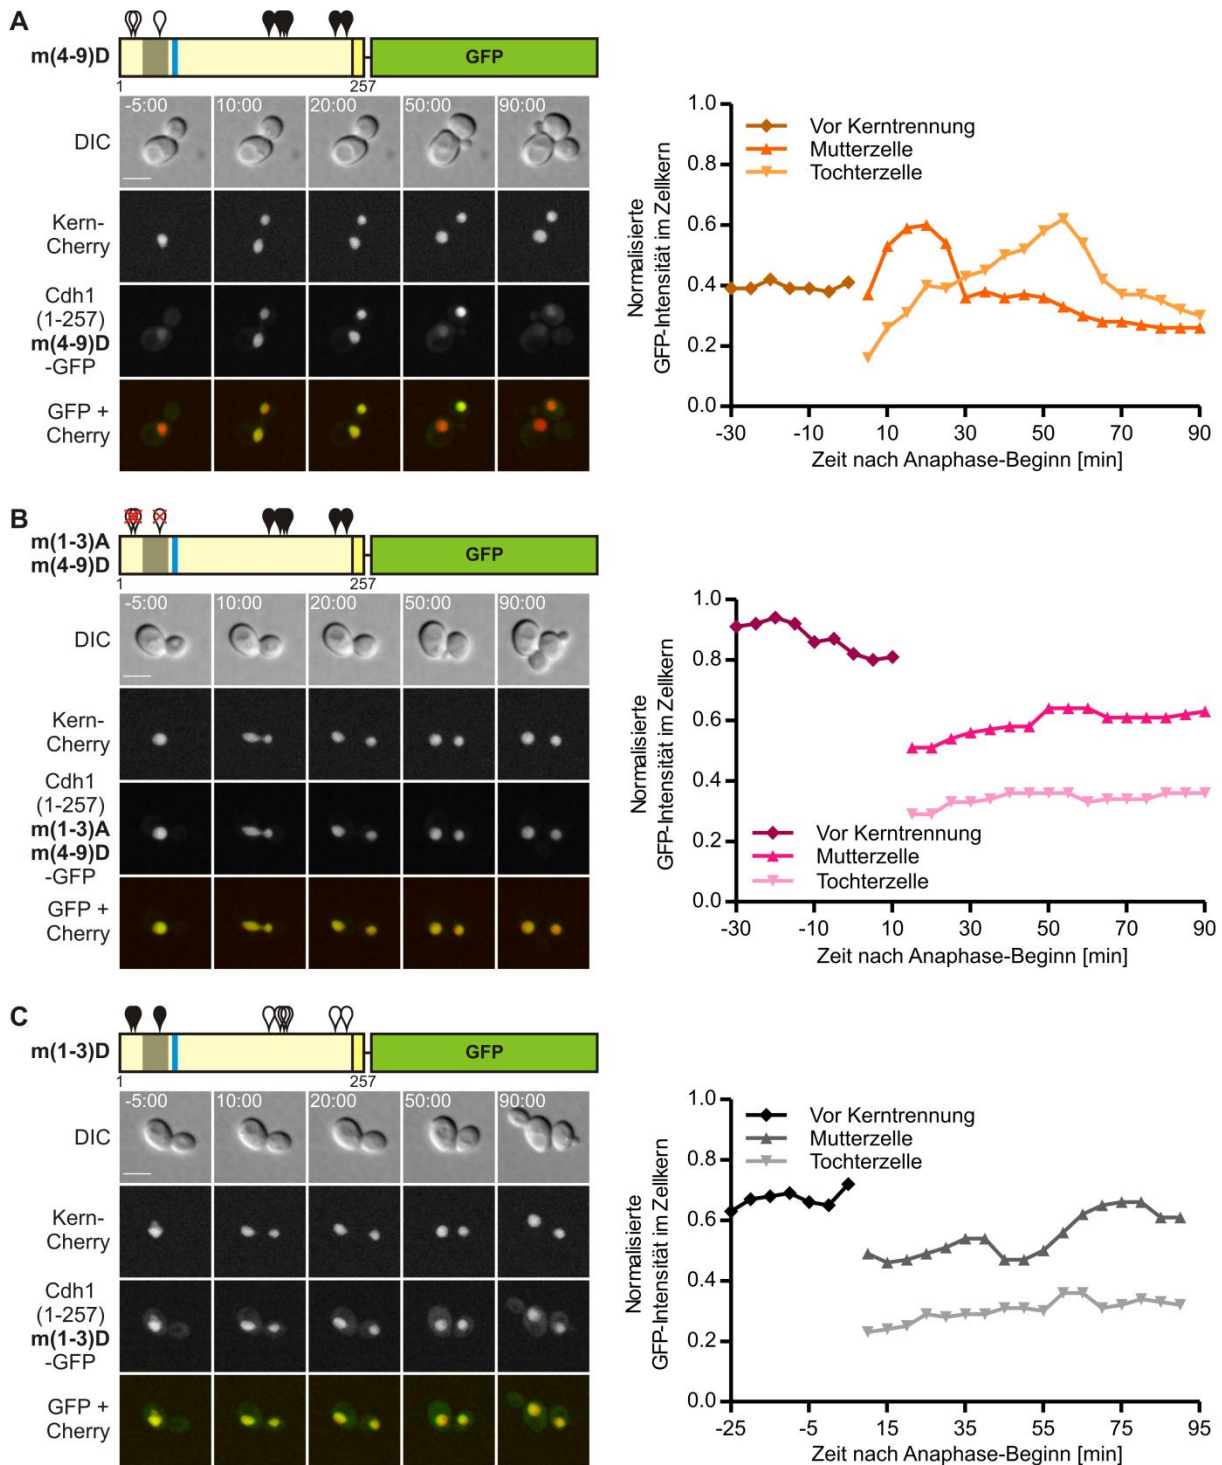 A
m(4-9)D
GFP
1
257
-5:00 10:00 20:00 50:00 90:00
DIC
Kern-
Cherry
Cdh1
(1-257)
m(4-9)D
-GFP
GFP +
Cherry
Normalisierte
GFP-Intensität im Zellkern
1.0
0.8
0.6
0.4
0.2
0.0
Vor Kerntrennung
Mutterzelle
Tochterzelle
-30 -10 10 30 50 70 90
Zeit nach Anaphase-Beginn [min]
B
m(1-3)A
m(4-9)D
GFP
1
257
-5:00 10:00 20:00 50:00 90:00
DIC
Kern-
Cherry
Cdh1
(1-257)
m(1-3)A
m(4-9)D
-GFP
GFP +
Cherry
Normalisierte
GFP-Intensität im Zellkern
1.0
0.8
0.6
0.4
0.2
0.0
Vor Kerntrennung
Mutterzelle
Tochterzelle
-30 -10 10 30 50 70 90
Zeit nach Anaphase-Beginn [min]
C
m(1-3)D
GFP
1
257
-5:00 10:00 20:00 50:00 90:00
DIC
Kern-
Cherry
Cdh1
(1-257)
m(1-3)D
-GFP
GFP +
Cherry
Normalisierte
GFP-Intensität im Zellkern
1.0
0.8
0.6
0.4
0.2
0.0
Vor Kerntrennung
Mutterzelle
Tochterzelle
-25 -5 15 35 55 75 95
Zeit nach Anaphase-Beginn [min]